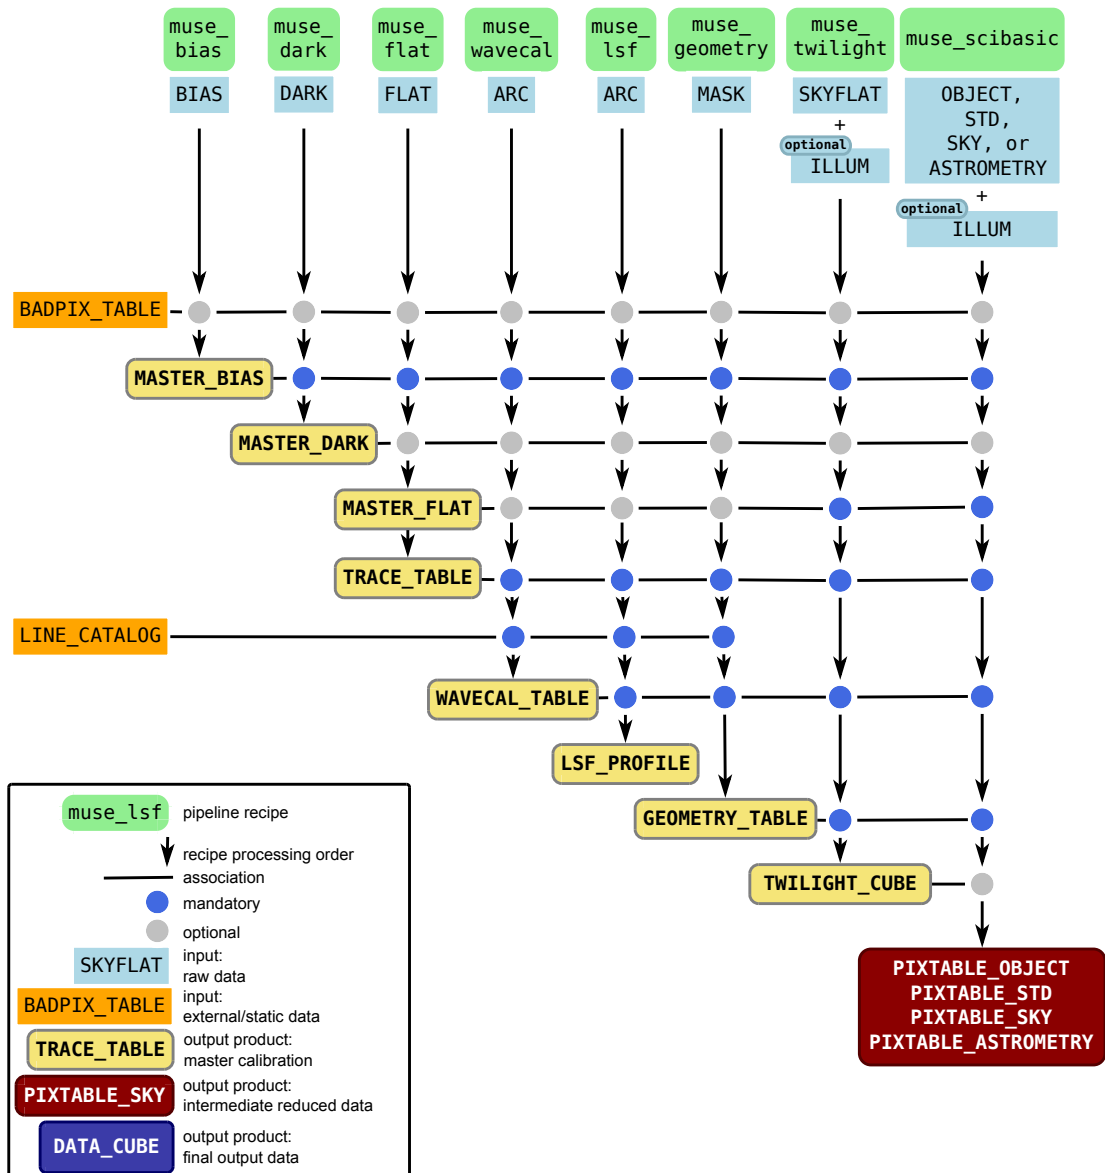 muse_
bias
muse_
dark
muse_
flat
muse_
wavecal
muse_
lsf
muse_
geometry
muse_
twilight
muse_scibasic
BIAS
DARK
FLAT
ARC
ARC
MASK
SKYFLAT
+
optional
ILLUM
OBJECT,
STD,
SKY, or
ASTROMETRY
+
optional
ILLUM
BADPIX_TABLE
MASTER_BIAS
MASTER_DARK
MASTER_FLAT
TRACE_TABLE
LINE_CATALOG
WAVECAL_TABLE
LSF_PROFILE
GEOMETRY_TABLE
TWILIGHT_CUBE
PIXTABLE_OBJECT
PIXTABLE_STD
PIXTABLE_SKY
PIXTABLE_ASTROMETRY
muse_lsf
pipeline recipe
recipe processing order
association
mandatory
optional
SKYFLAT
input:
raw data
BADPIX_TABLE
input:
external/static data
TRACE_TABLE
output product:
master calibration
PIXTABLE_SKY
output product:
intermediate reduced data
DATA_CUBE
output product:
final output data